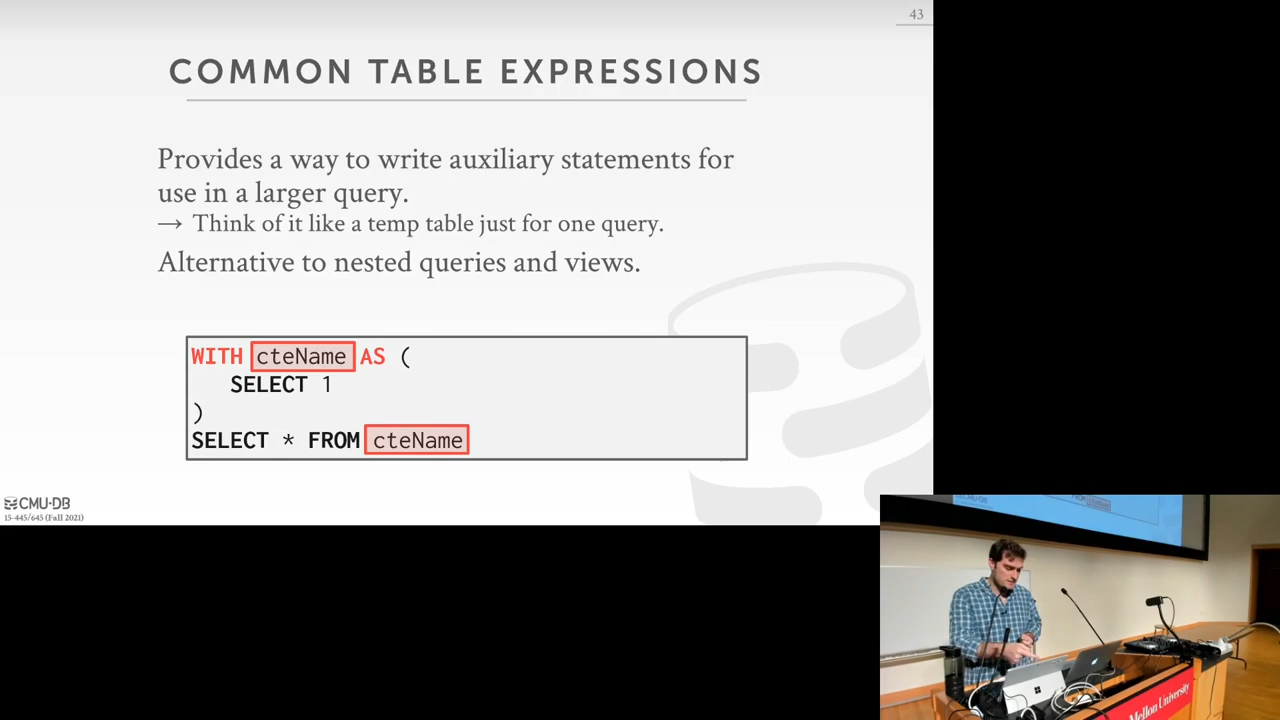 43
COMMON TABLE EXPRESSIONS
Provides a way to write auxiliary statements for
use in a larger query.
→ Think of it like a temp table just for one query.
Alternative to nested queries and views.
WITH cteName AS (
SELECT 1
)
SELECT * FROM cteName
CMU·DB
15-445/645 (Fall 2021)
Mellon University